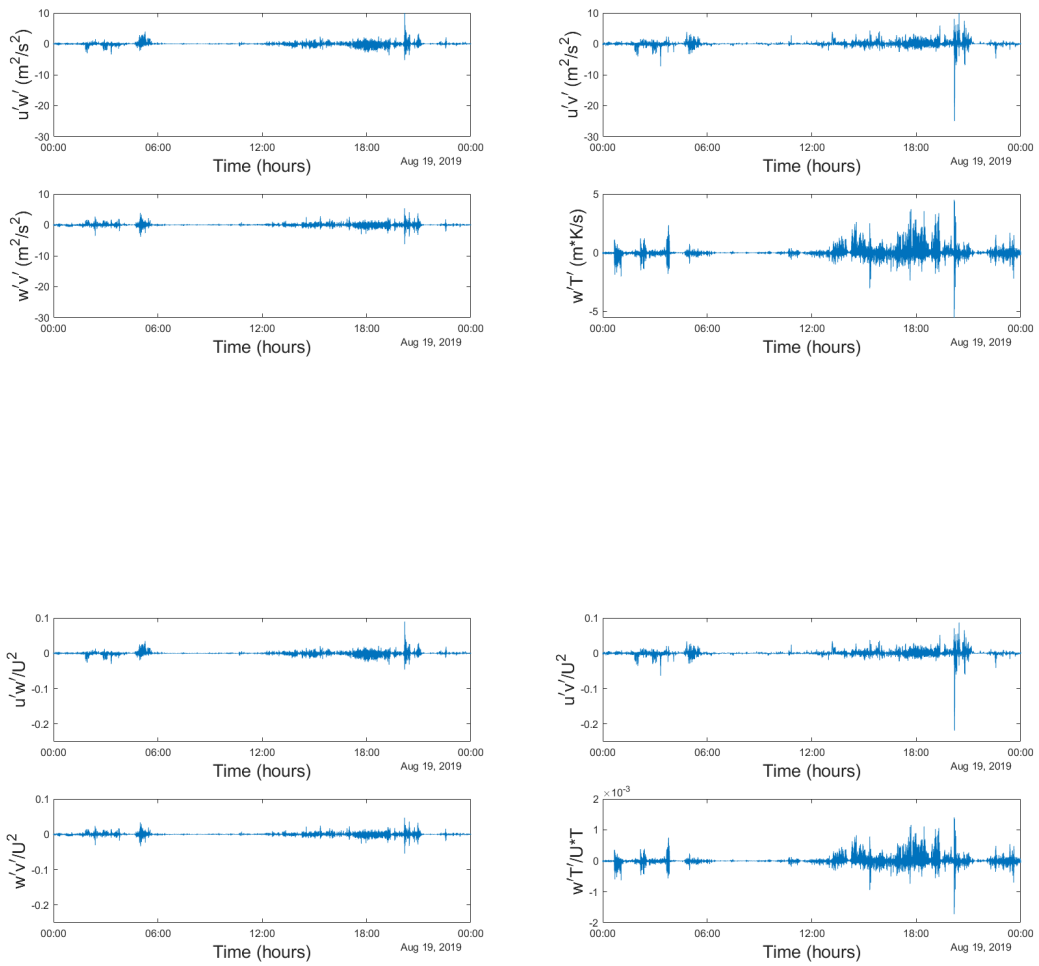 10
0
-10
-20
-30
u'w' (m²/s²)
00:00 06:00 12:00 18:00 00:00
Time (hours)
Aug 19, 2019
10
0
-10
-20
-30
u'v' (m²/s²)
00:00 06:00 12:00 18:00 00:00
Time (hours)
Aug 19, 2019
10
0
-10
-20
-30
w'v' (m²/s²)
00:00 06:00 12:00 18:00 00:00
Time (hours)
Aug 19, 2019
5
0
-5
w'T' (m*K/s)
00:00 06:00 12:00 18:00 00:00
Time (hours)
Aug 19, 2019
0.1
0
-0.1
-0.2
u'w'/U²
00:00 06:00 12:00 18:00 00:00
Time (hours)
Aug 19, 2019
0.1
0
-0.1
-0.2
u'v'/U²
00:00 06:00 12:00 18:00 00:00
Time (hours)
Aug 19, 2019
0.1
0
-0.1
-0.2
w'v'/U²
00:00 06:00 12:00 18:00 00:00
Time (hours)
Aug 19, 2019
×10⁻³
2
1
0
-1
-2
w'T'/U*T
00:00 06:00 12:00 18:00 00:00
Time (hours)
Aug 19, 2019